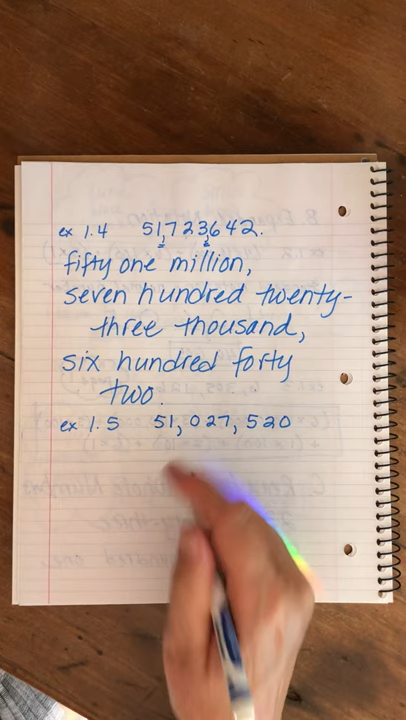 ex 1.4 51,723,642.
fifty one million,
seven hundred twenty-
three thousand,
six hundred forty
two.
ex 1.5 51,027,520